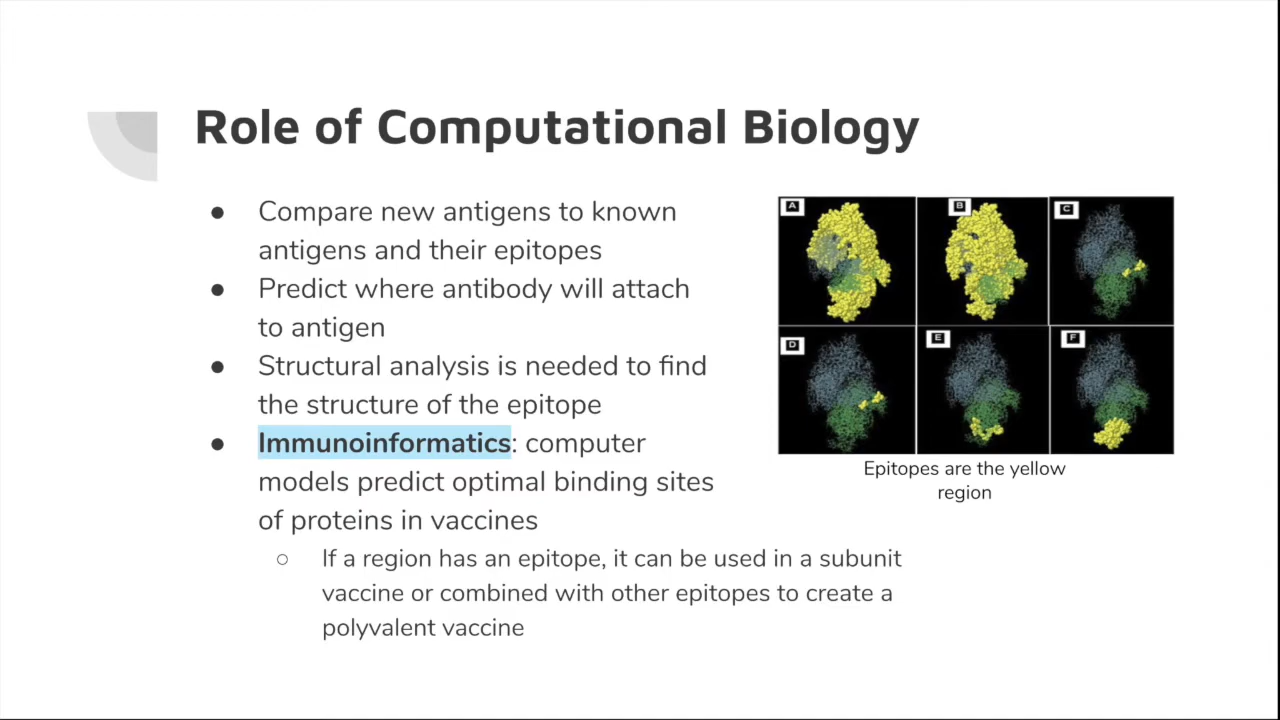 Role of Computational Biology
● Compare new antigens to known
antigens and their epitopes
● Predict where antibody will attach
to antigen
● Structural analysis is needed to find
the structure of the epitope
● Immunoinformatics: computer
models predict optimal binding sites
of proteins in vaccines
○ If a region has an epitope, it can be used in a subunit
vaccine or combined with other epitopes to create a
polyvalent vaccine
A
B
C
D
E
F
Epitopes are the yellow
region